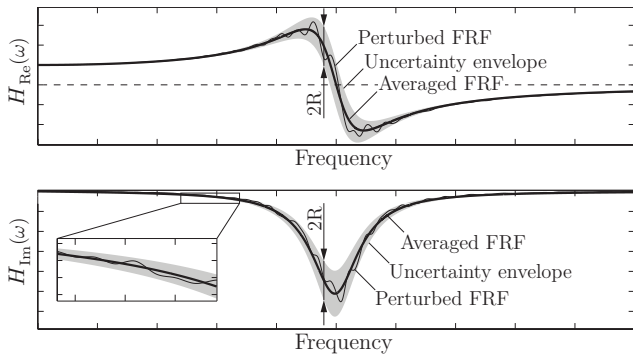 H_Re(ω)
Perturbed FRF
Uncertainty envelope
Averaged FRF
2R
Frequency
H_Im(ω)
2R
Averaged FRF
Uncertainty envelope
Perturbed FRF
Frequency